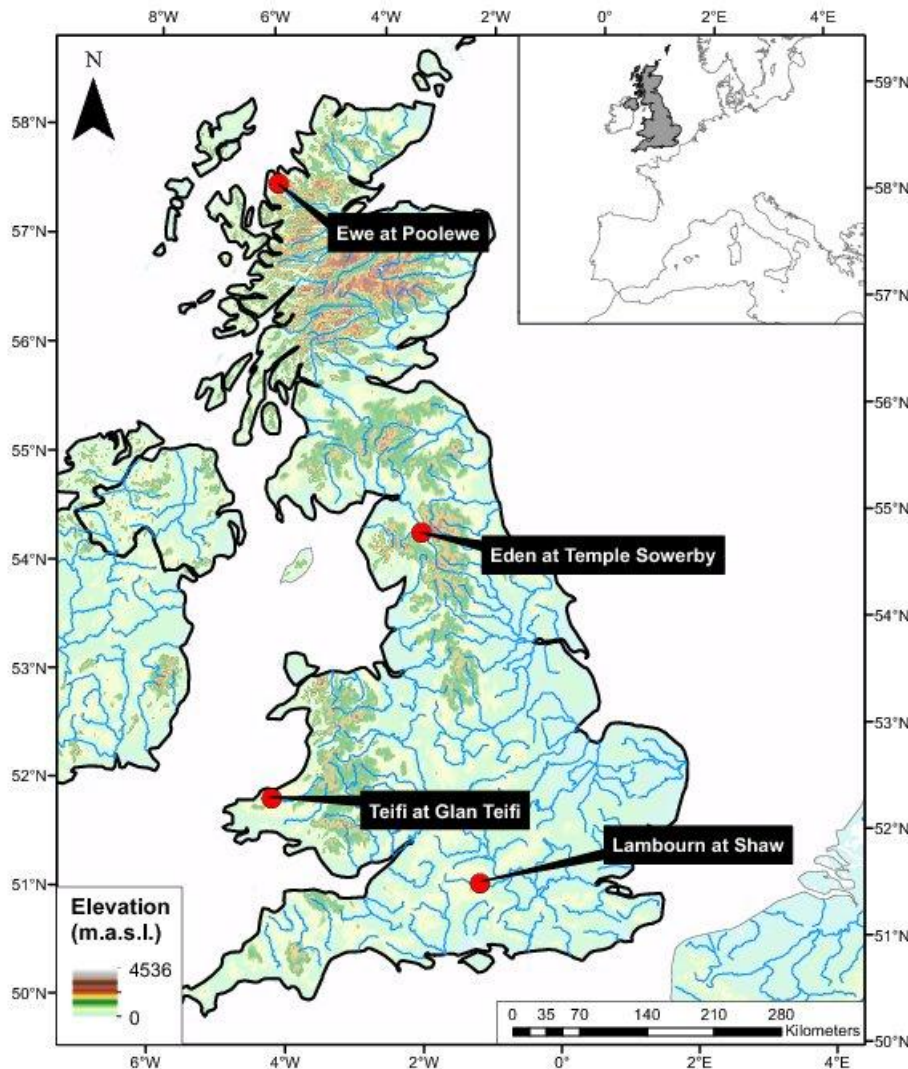 8°W 6°W 4°W 2°W 0° 2°E 4°E
N
59°N
58°N
58°N
57°N
Ewe at Poolewe
57°N
56°N
56°N
55°N
55°N
54°N
Eden at Temple Sowerby
54°N
53°N
53°N
52°N
Teifi at Glan Teifi
52°N
Lambourn at Shaw
51°N
Elevation
(m.a.s.l.)
51°N
4536
50°N
0
0 35 70 140 210 280
Kilometers
50°N
6°W 4°W 2°W 0° 2°E 4°E